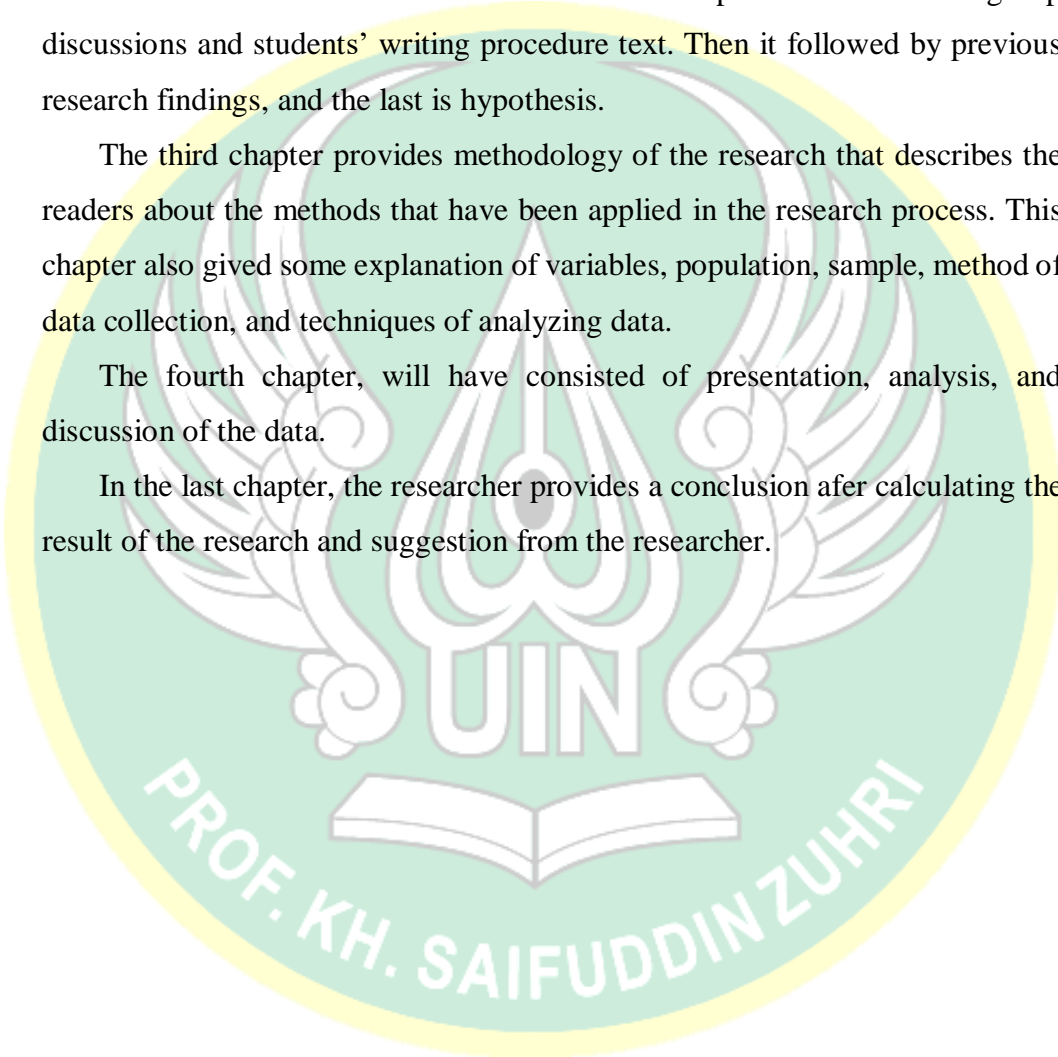 discussions and students’ writing procedure text. Then it followed by previous
research findings, and the last is hypothesis.
The third chapter provides methodology of the research that describes the
readers about the methods that have been applied in the research process. This
chapter also gived some explanation of variables, population, sample, method of
data collection, and techniques of analyzing data.
The fourth chapter, will have consisted of presentation, analysis, and
discussion of the data.
In the last chapter, the researcher provides a conclusion afer calculating the
result of the research and suggestion from the researcher.
UIN
PROF. KH. SAIFUDDIN ZUHRI